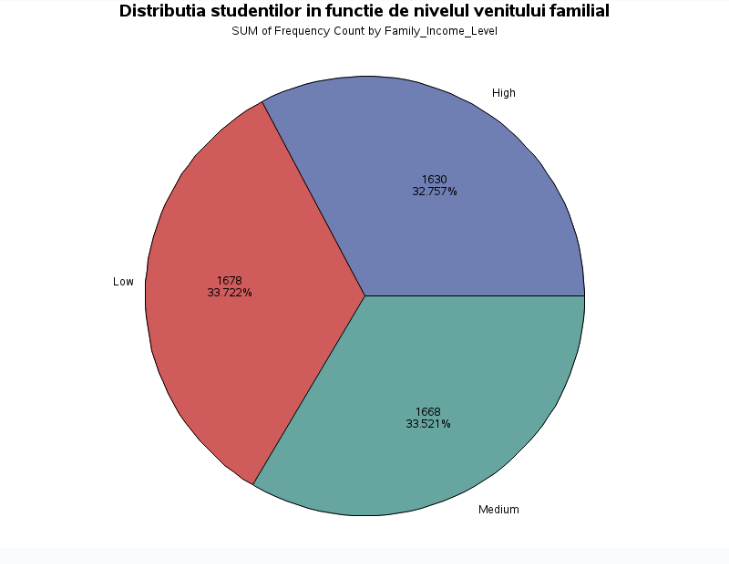 Distributia studentilor in functie de nivelul venitului familial
SUM of Frequency Count by Family_Income_Level
High
1630
32.757%
Low
1678
33.722%
1668
33.521%
Medium